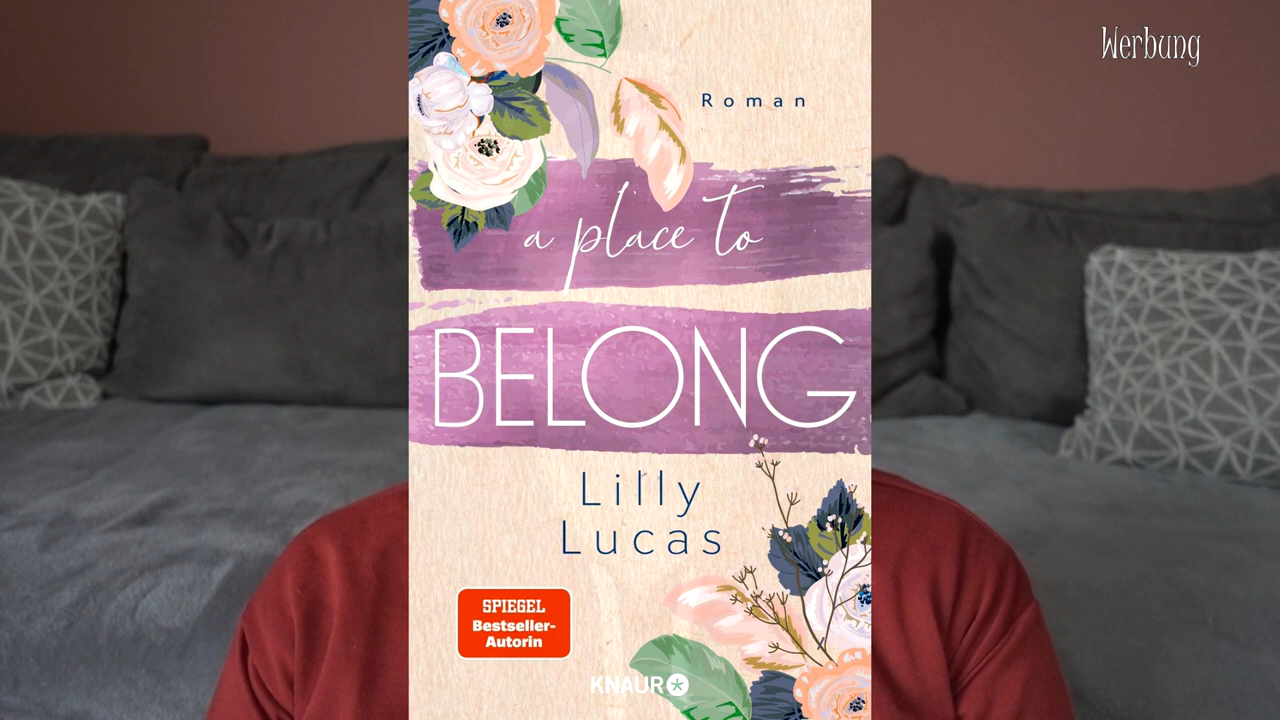 Werbung
Roman
a place to
BELONG
Lilly
Lucas
SPIEGEL
Bestseller-
Autorin
KNAUR